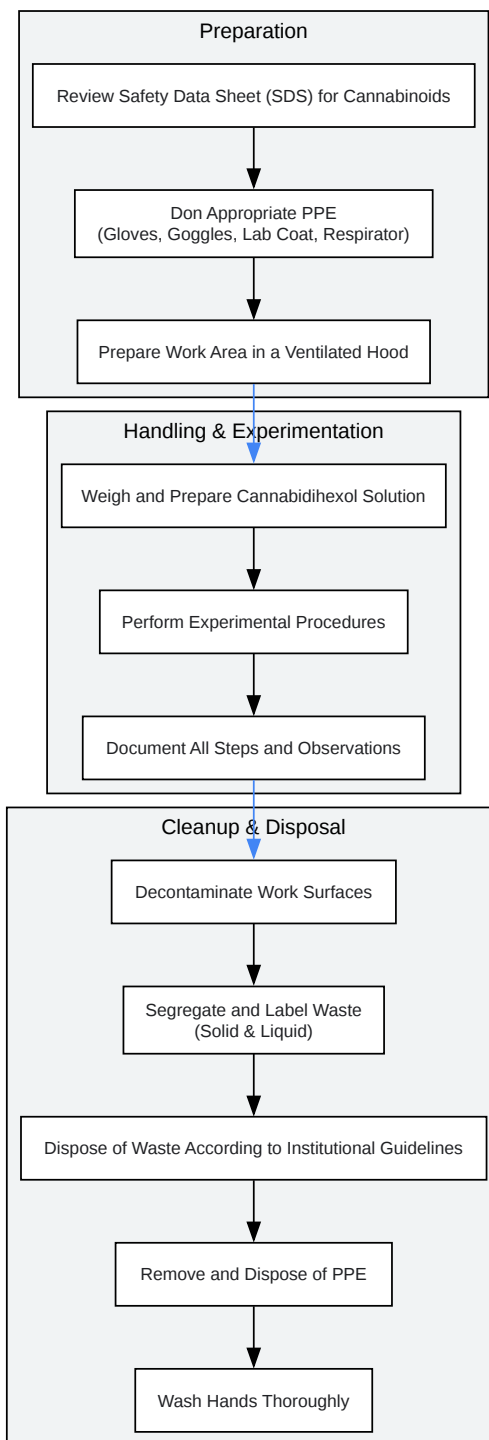 Preparation
Review Safety Data Sheet (SDS) for Cannabinoids
Don Appropriate PPE
(Gloves, Goggles, Lab Coat, Respirator)
Prepare Work Area in a Ventilated Hood
Handling & Experimentation
Weigh and Prepare Cannabidihexol Solution
Perform Experimental Procedures
Document All Steps and Observations
Cleanup & Disposal
Decontaminate Work Surfaces
Segregate and Label Waste
(Solid & Liquid)
Dispose of Waste According to Institutional Guidelines
Remove and Dispose of PPE
Wash Hands Thoroughly